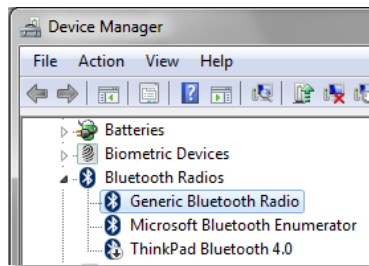 Device Manager
File Action View Help
Batteries
Biometric Devices
Bluetooth Radios
Generic Bluetooth Radio
Microsoft Bluetooth Enumerator
ThinkPad Bluetooth 4.0